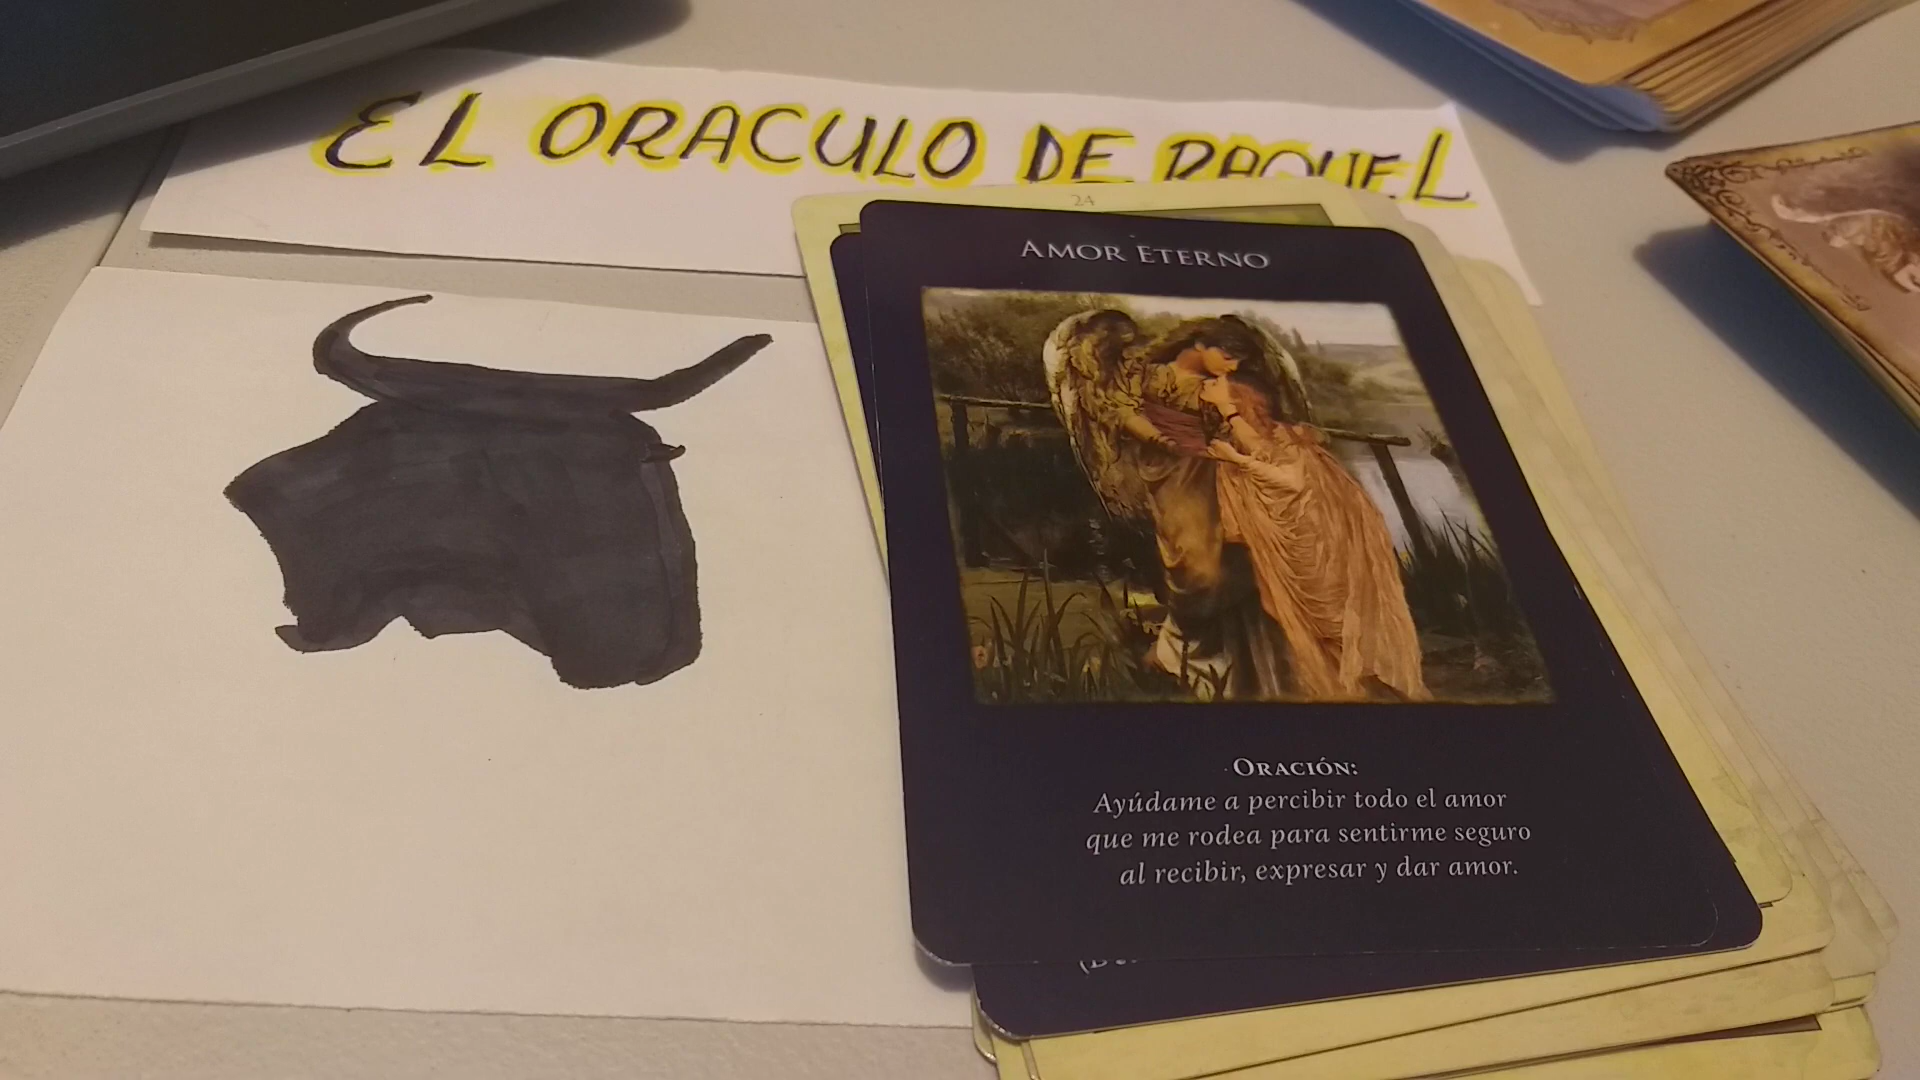 EL ORACULO DE RAQUEL
24
AMOR ETERNO
ORACIÓN:
Ayúdame a percibir todo el amor
que me rodea para sentirme seguro
al recibir, expresar y dar amor.